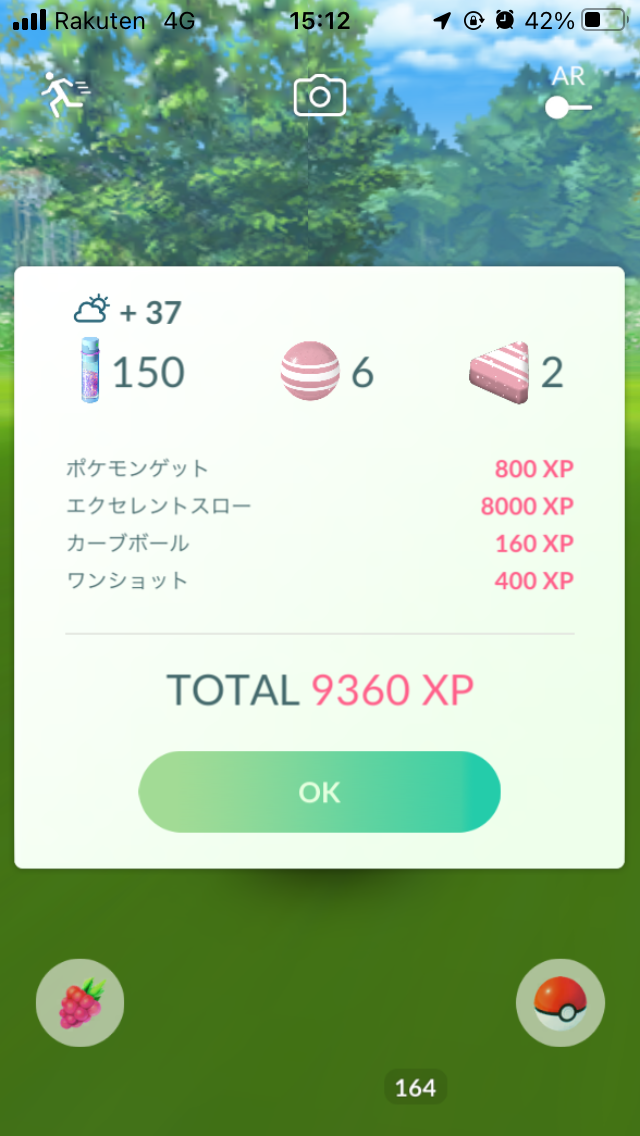 Rakuten 4G 15:12 42%
AR
+ 37
150 6 2
ポケモンゲット 800 XP
エクセレントスロー 8000 XP
カーブボール 160 XP
ワンショット 400 XP
TOTAL 9360 XP
OK
164